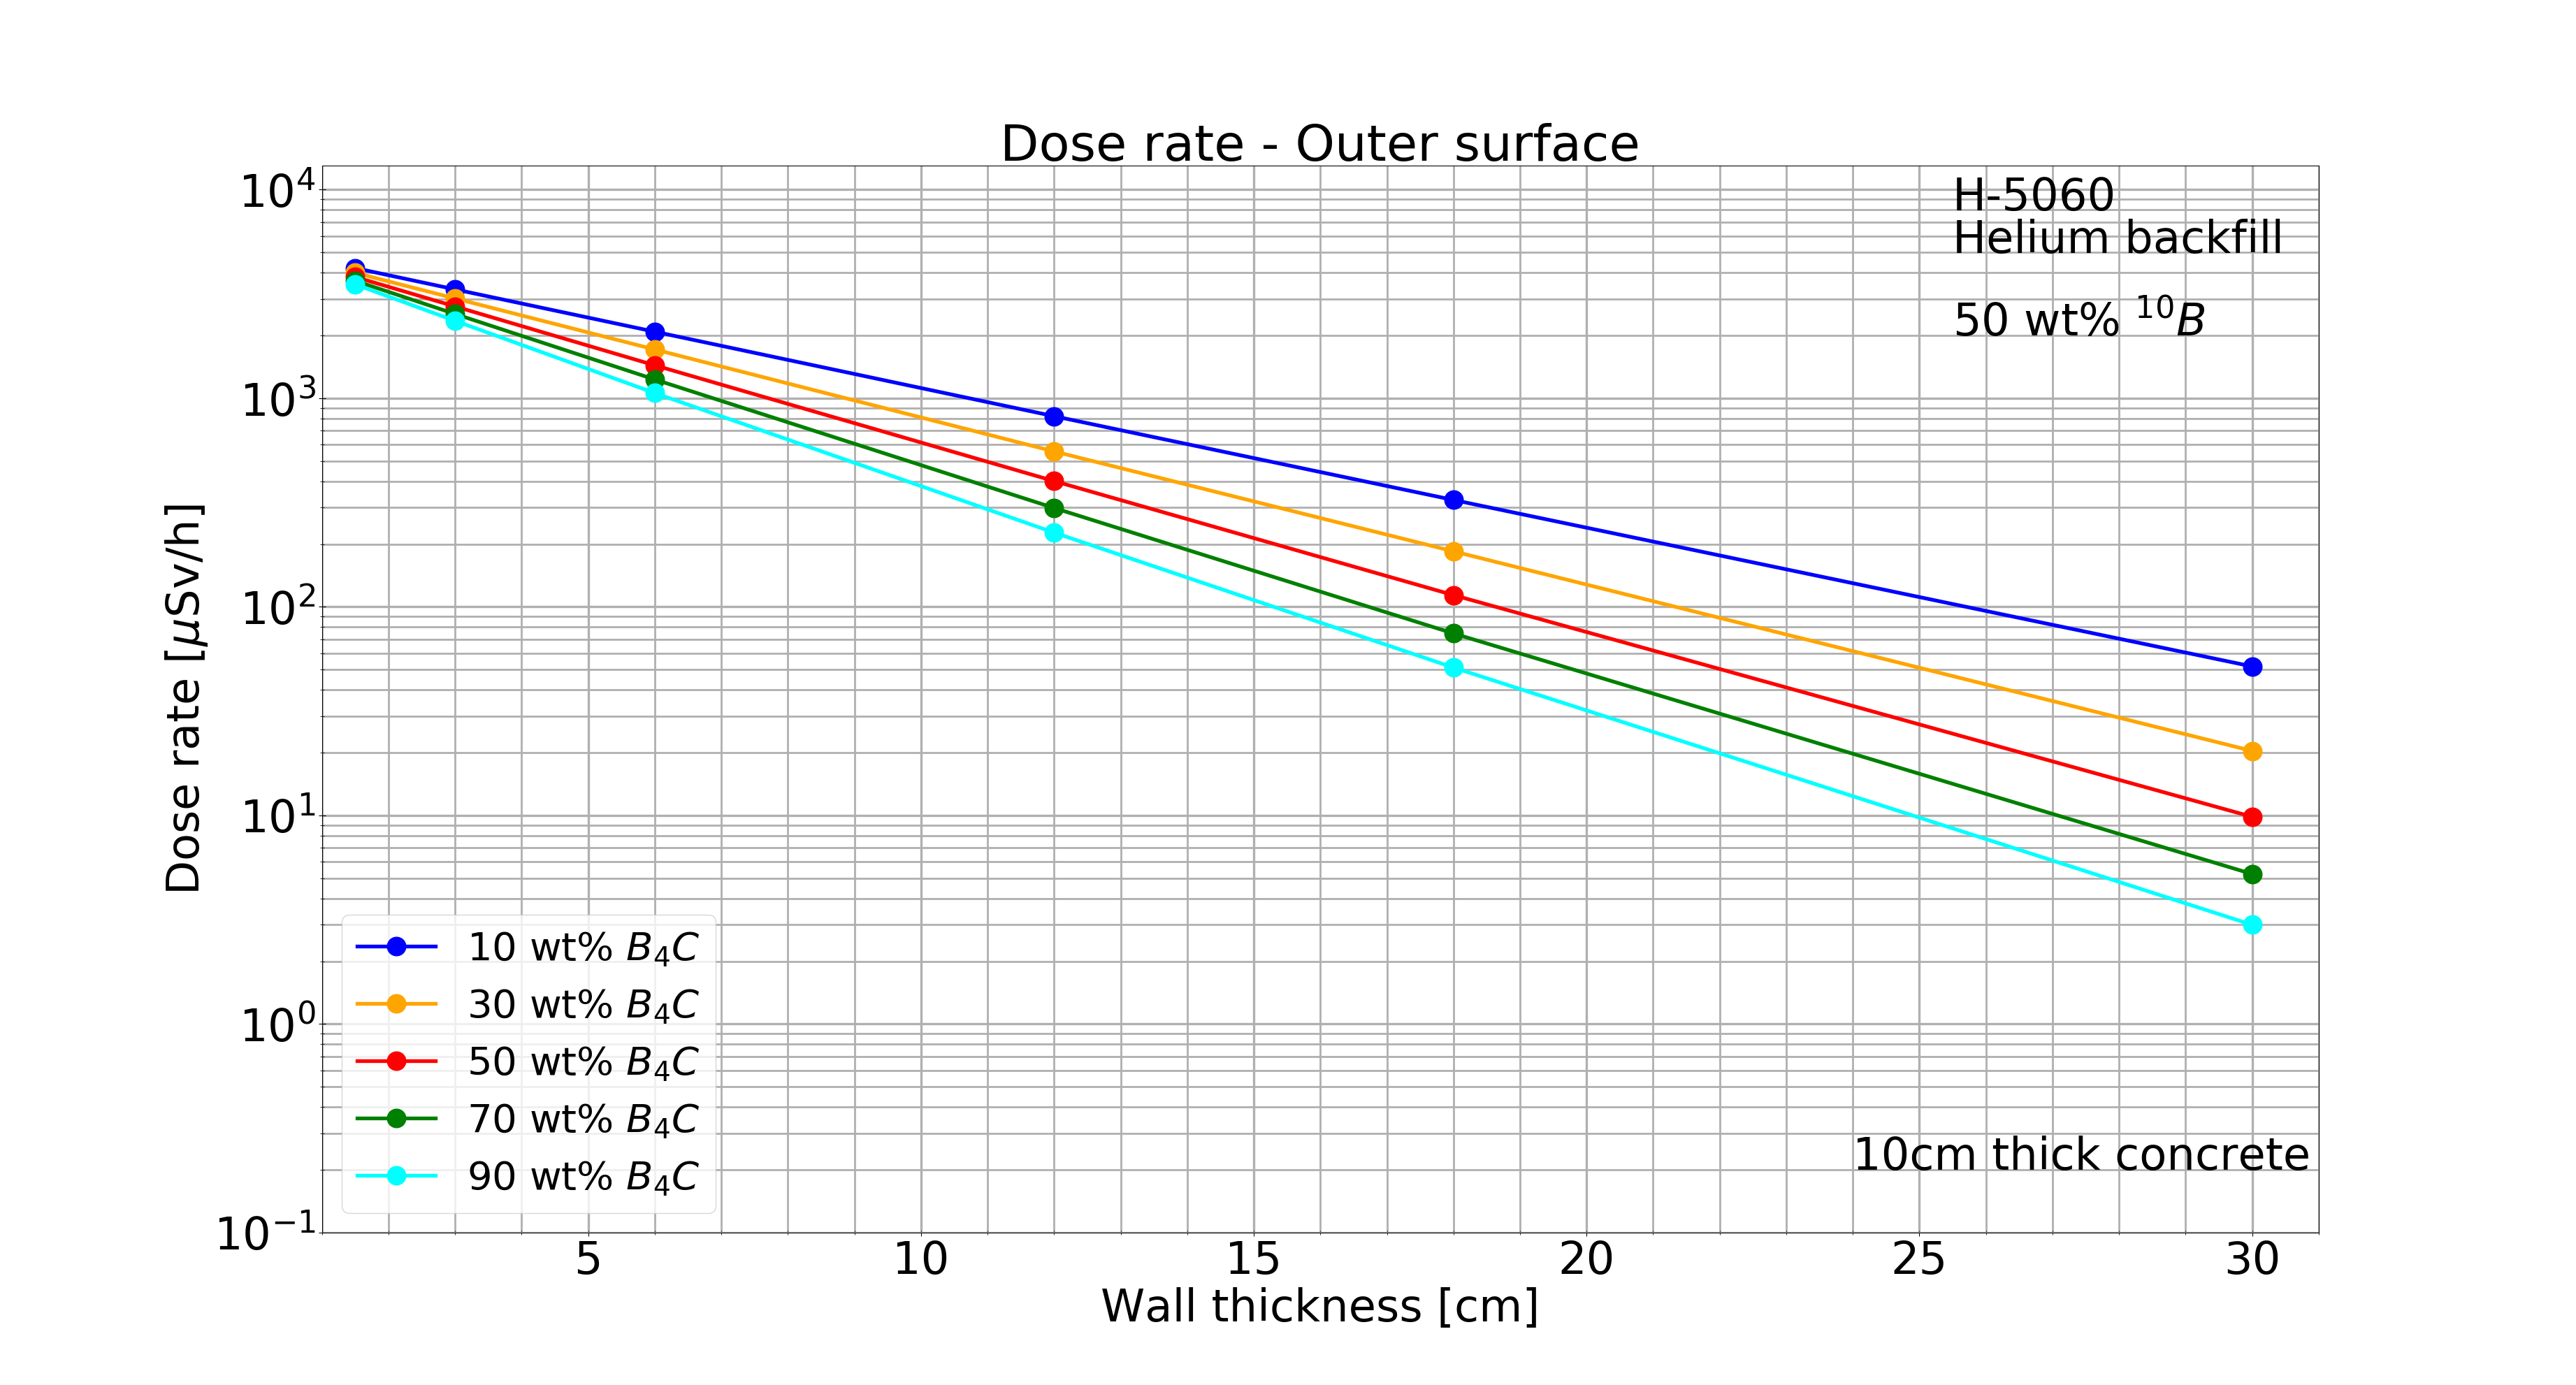 Dose rate - Outer surface
H-5060
Helium backfill
50 wt% ¹⁰B
10⁴
10³
10²
10¹
10⁰
10⁻¹
Dose rate [μSv/h]
10 wt% B₄C
30 wt% B₄C
50 wt% B₄C
70 wt% B₄C
90 wt% B₄C
10cm thick concrete
5 10 15 20 25 30
Wall thickness [cm]